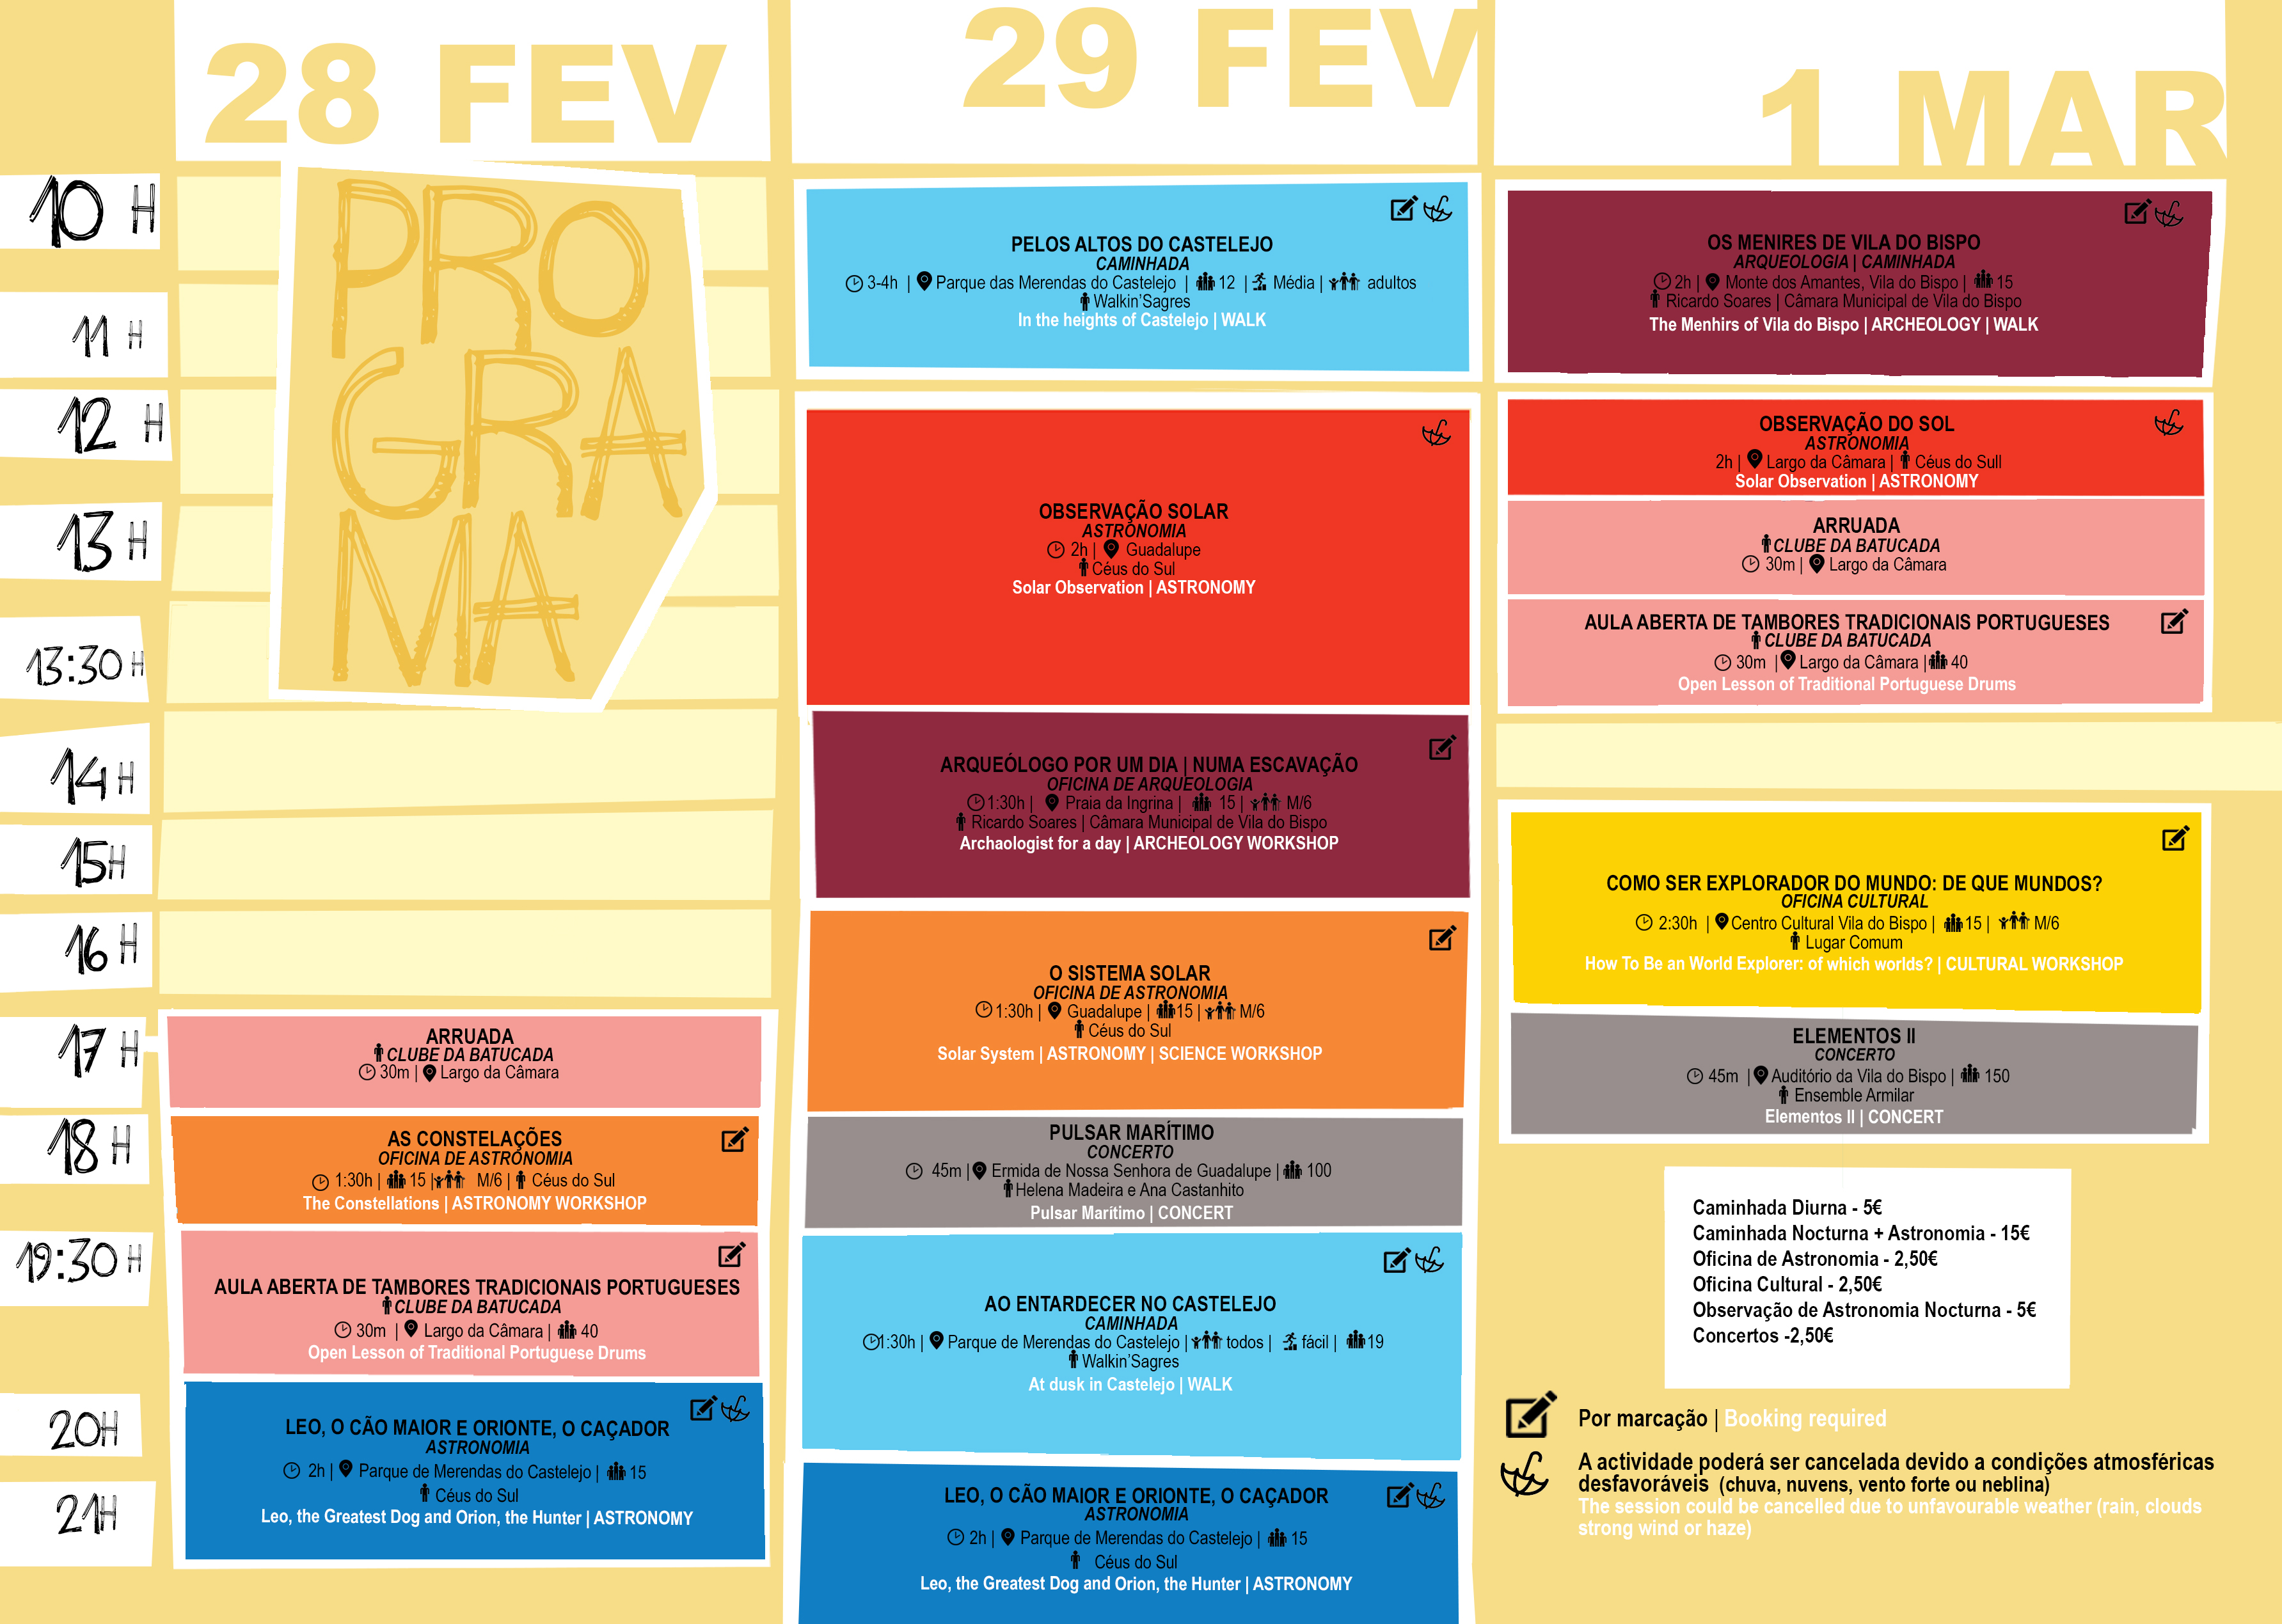 28 FEV
29 FEV
1 MAR
PRO
GRA
MA
10 H
11 H
12 H
13 H
13:30 H
14 H
15H
16 H
17 H
18 H
19:30 H
20H
21H
ARRUADA
CLUBE DA BATUCADA
30m | Largo da Câmara
AS CONSTELAÇÕES
OFICINA DE ASTRONOMIA
1:30h | 15 | M/6 | Céus do Sul
The Constellations | ASTRONOMY WORKSHOP
AULA ABERTA DE TAMBORES TRADICIONAIS PORTUGUESES
CLUBE DA BATUCADA
30m | Largo da Câmara | 40
Open Lesson of Traditional Portuguese Drums
LEO, O CÃO MAIOR E ORIONTE, O CAÇADOR
ASTRONOMIA
2h | Parque de Merendas do Castelejo | 15
Céus do Sul
Leo, the Greatest Dog and Orion, the Hunter | ASTRONOMY
PELOS ALTOS DO CASTELEJO
CAMINHADA
3-4h | Parque das Merendas do Castelejo | 12 | Média | adultos
Walkin'Sagres
In the heights of Castelejo | WALK
OBSERVAÇÃO SOLAR
ASTRONOMIA
2h | Guadalupe
Céus do Sul
Solar Observation | ASTRONOMY
ARQUEÓLOGO POR UM DIA | NUMA ESCAVAÇÃO
OFICINA DE ARQUEOLOGIA
1:30h | Praia da Ingrina | 15 | M/6
Ricardo Soares | Câmara Municipal de Vila do Bispo
Archaologist for a day | ARCHEOLOGY WORKSHOP
O SISTEMA SOLAR
OFICINA DE ASTRONOMIA
1:30h | Guadalupe | 15 | M/6
Céus do Sul
Solar System | ASTRONOMY | SCIENCE WORKSHOP
PULSAR MARÍTIMO
CONCERTO
45m | Ermida de Nossa Senhora de Guadalupe | 100
Helena Madeira e Ana Castanhito
Pulsar Maritimo | CONCERT
AO ENTARDECER NO CASTELEJO
CAMINHADA
1:30h | Parque de Merendas do Castelejo | todos | fácil | 19
Walkin'Sagres
At dusk in Castelejo | WALK
LEO, O CÃO MAIOR E ORIONTE, O CAÇADOR
ASTRONOMIA
2h | Parque de Merendas do Castelejo | 15
Céus do Sul
Leo, the Greatest Dog and Orion, the Hunter | ASTRONOMY
OS MENIRES DE VILA DO BISPO
ARQUEOLOGIA | CAMINHADA
2h | Monte dos Amantes, Vila do Bispo | 15
Ricardo Soares | Câmara Municipal de Vila do Bispo
The Menhirs of Vila do Bispo | ARCHEOLOGY | WALK
OBSERVAÇÃO DO SOL
ASTRONOMIA
2h | Largo da Câmara | Céus do Sull
Solar Observation | ASTRONOMY
ARRUADA
CLUBE DA BATUCADA
30m | Largo da Câmara
AULA ABERTA DE TAMBORES TRADICIONAIS PORTUGUESES
CLUBE DA BATUCADA
30m | Largo da Câmara | 40
Open Lesson of Traditional Portuguese Drums
COMO SER EXPLORADOR DO MUNDO: DE QUE MUNDOS?
OFICINA CULTURAL
2:30h | Centro Cultural Vila do Bispo | 15 | M/6
Lugar Comum
How To Be an World Explorer: of which worlds? | CULTURAL WORKSHOP
ELEMENTOS II
CONCERTO
45m | Auditório da Vila do Bispo | 150
Ensemble Armilar
Elementos II | CONCERT
Caminhada Diurna - 5€
Caminhada Nocturna + Astronomia - 15€
Oficina de Astronomia - 2,50€
Oficina Cultural - 2,50€
Observação de Astronomia Nocturna - 5€
Concertos -2,50€
Por marcação | Booking required
A actividade poderá ser cancelada devido a condições atmosféricas
desfavoráveis (chuva, nuvens, vento forte ou neblina)
The session could be cancelled due to unfavourable weather (rain, clouds
strong wind or haze)